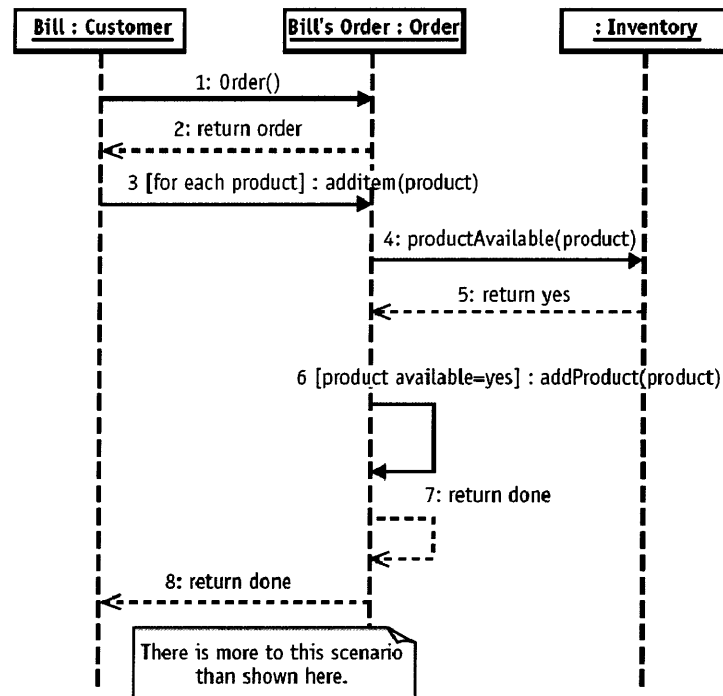 Bill : Customer
Bill's Order : Order
: Inventory
1: Order()
2: return order
3 [for each product] : additem(product)
4: productAvailable(product)
5: return yes
6 [product available=yes] : addProduct(product)
7: return done
8: return done
There is more to this scenario
than shown here.